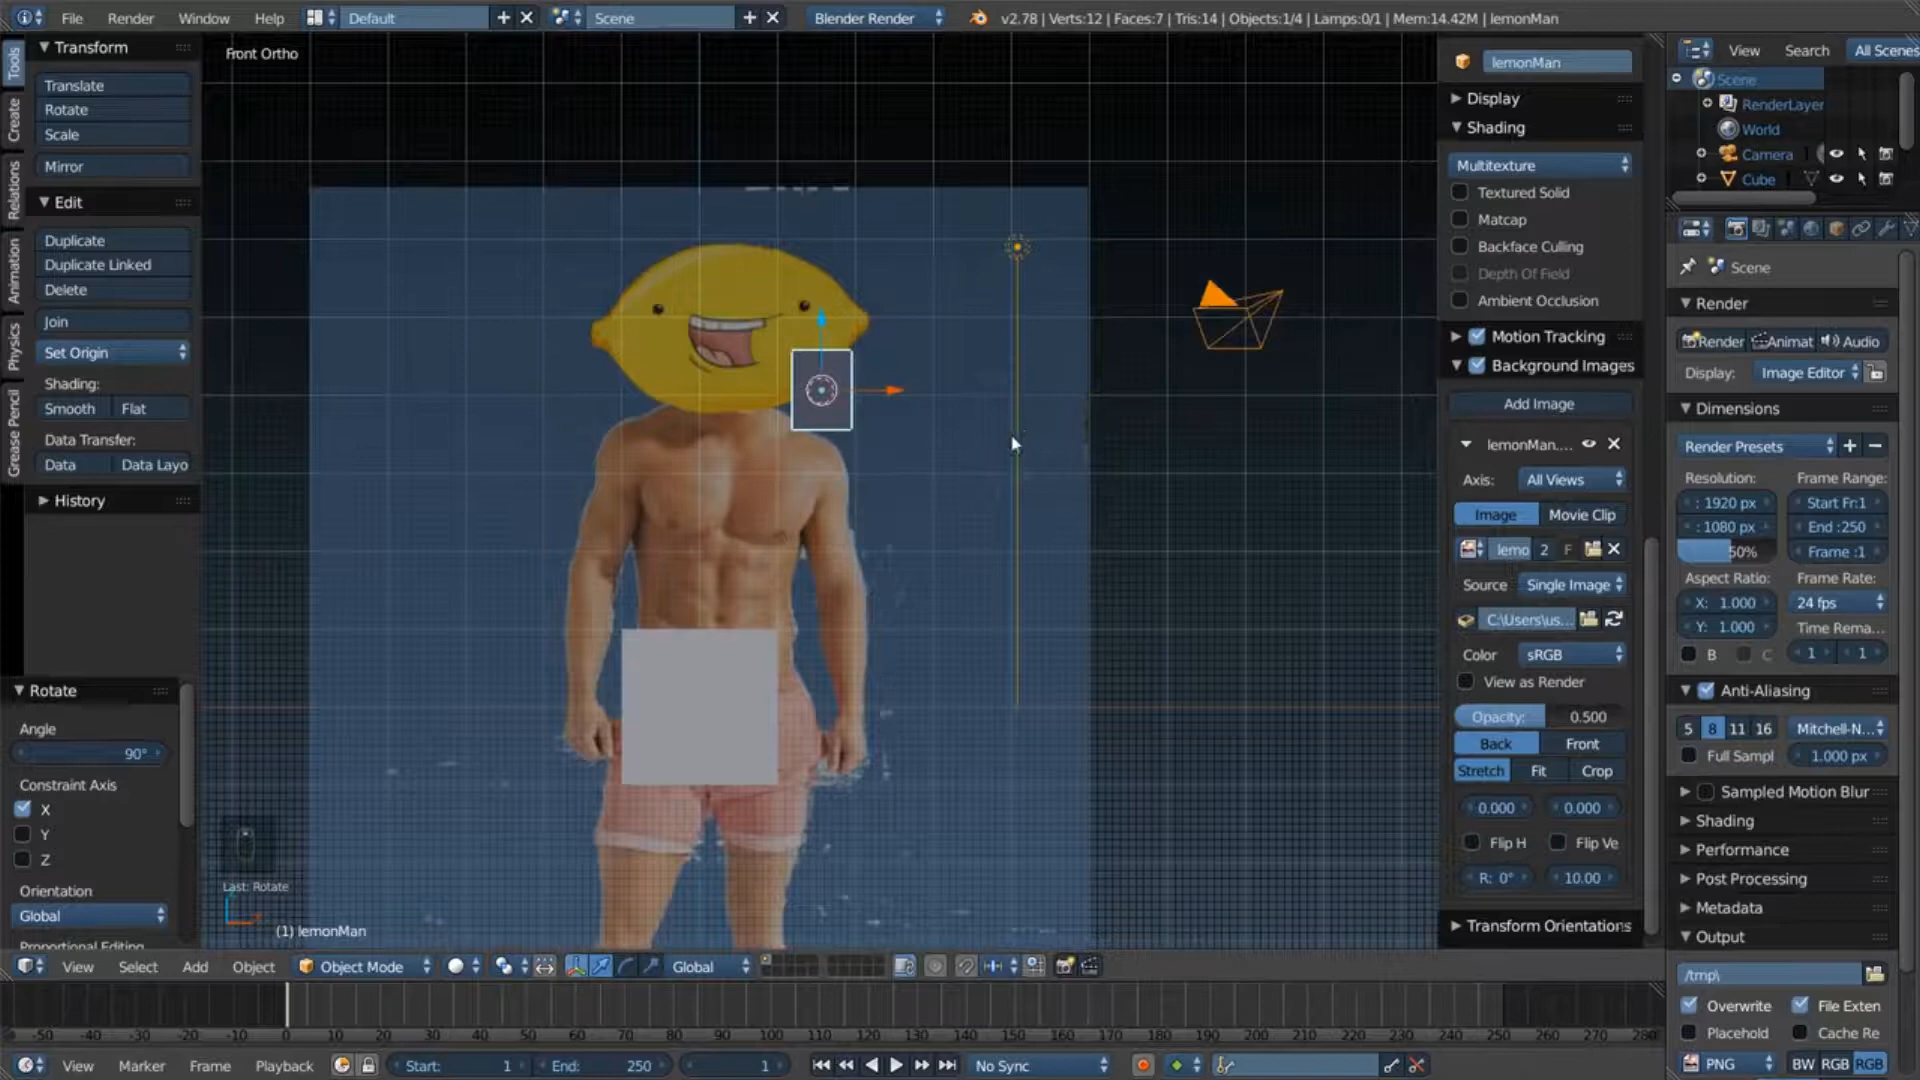 File Render Window Help Default Scene Blender Render v2.78 | Verts:12 | Faces:7 | Tris:14 | Objects:1/4 | Lamps:0/1 | Mem:14.42M | lemonMan
Tools
Create
Relations
Animation
Physics
Grease Pencil
Transform
Translate
Rotate
Scale
Mirror
Edit
Duplicate
Duplicate Linked
Delete
Join
Set Origin
Shading:
Smooth Flat
Data Transfer:
Data Data Layo
History
Rotate
Angle
90°
Constraint Axis
X
Y
Z
Orientation
Global
Proportional Editing
Front Ortho
Last: Rotate
(1) lemonMan
lemonMan
Display
Shading
Multitexture
Textured Solid
Matcap
Backface Culling
Depth Of Field
Ambient Occlusion
Motion Tracking
Background Images
Add Image
lemonMan....
Axis: All Views
Image Movie Clip
lemo 2 F
Source Single Image
C:\Users\us...
Color sRGB
View as Render
Opacity: 0.500
Back Front
Stretch Fit Crop
0.000 0.000
Flip H Flip Ve
R: 0° 10.00
Transform Orientations
View Search All Scenes
Scene
RenderLayer
World
Camera
Cube
Scene
Render
Render Animat Audio
Display: Image Editor
Dimensions
Render Presets
Resolution: Frame Range:
: 1920 px Start Fr:1
: 1080 px End :250
50% Frame :1
Aspect Ratio: Frame Rate:
X: 1.000 24 fps
Y: 1.000 Time Rema...
B C 1 1
Anti-Aliasing
5 8 11 16 Mitchell-N...
Full Sampl 1.000 px
Sampled Motion Blur
Shading
Performance
Post Processing
Metadata
Output
/tmp\
Overwrite File Exten
Placehold Cache Re
PNG BW RGB RGB
View Select Add Object Object Mode Global
-50 -40 -30 -20 -10 0 10 20 30 40 50 60 70 80 90 100 110 120 130 140 150 160 170 180 190 200 210 220 230 240 250 260 270 280
View Marker Frame Playback Start: 1 End: 250 1 No Sync